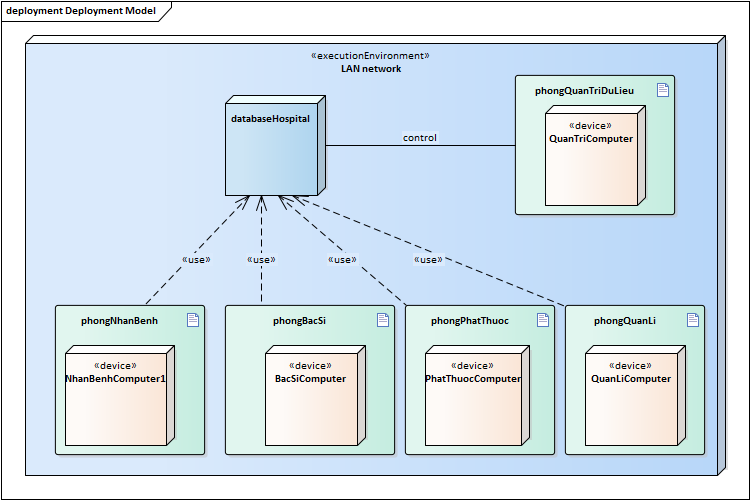 deployment Deployment Model
«executionEnvironment»
LAN network
databaseHospital
control
phongQuanTriDuLieu
«device»
QuanTriComputer
«use»
«use»
«use»
«use»
phongNhanBenh
«device»
NhanBenhComputer1
phongBacSi
«device»
BacSiComputer
phongPhatThuoc
«device»
PhatThuocComputer
phongQuanLi
«device»
QuanLiComputer